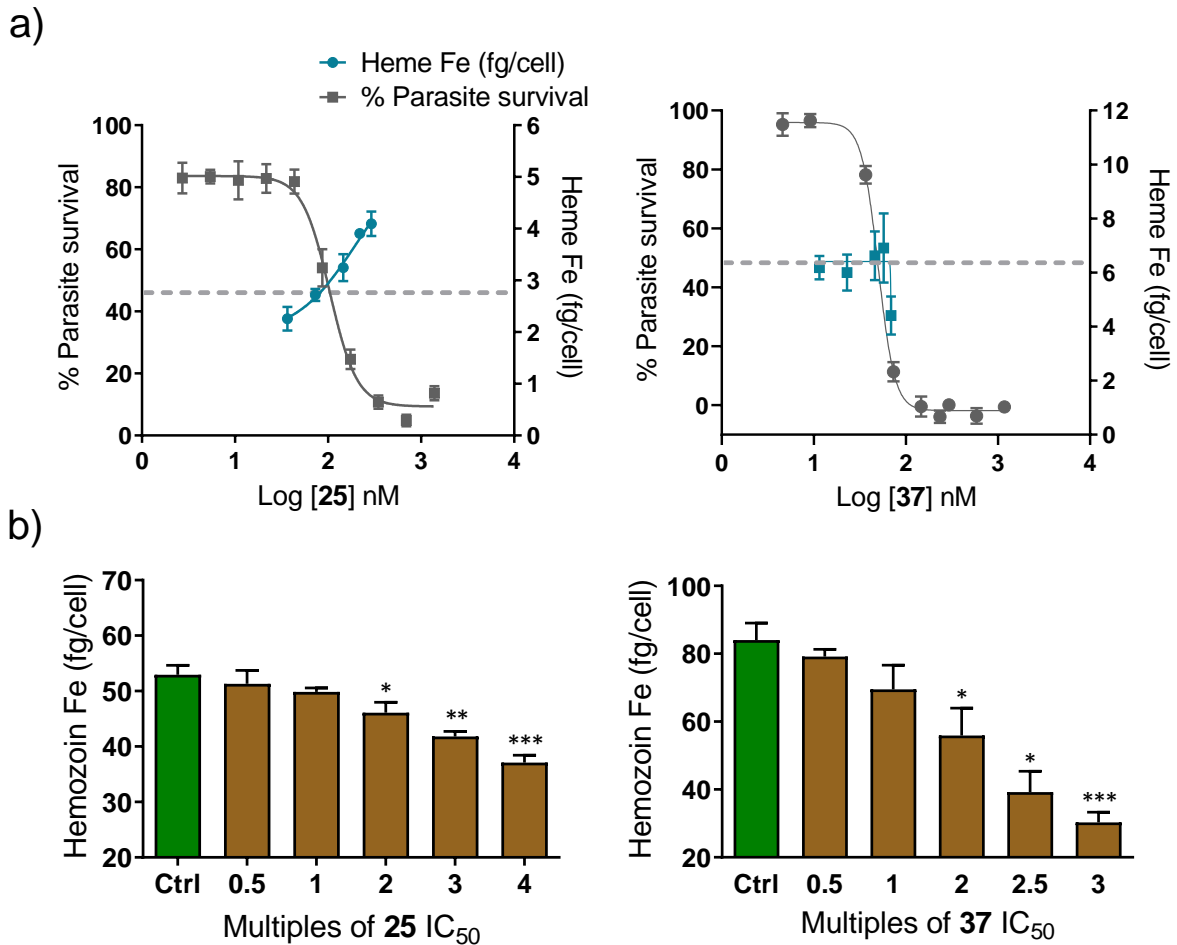 a)
Heme Fe (fg/cell)
% Parasite survival
100
80
60
40
20
0
% Parasite survival
6
5
4
3
2
1
0
Heme Fe (fg/cell)
0 1 2 3 4
Log [25] nM
100
80
60
40
20
0
% Parasite survival
12
10
8
6
4
2
0
Heme Fe (fg/cell)
0 1 2 3 4
Log [37] nM
b)
70
60
50
40
30
20
Hemozoin Fe (fg/cell)
* ** ***
Ctrl 0.5 1 2 3 4
Multiples of 25 IC50
100
80
60
40
20
Hemozoin Fe (fg/cell)
* * ***
Ctrl 0.5 1 2 2.5 3
Multiples of 37 IC50